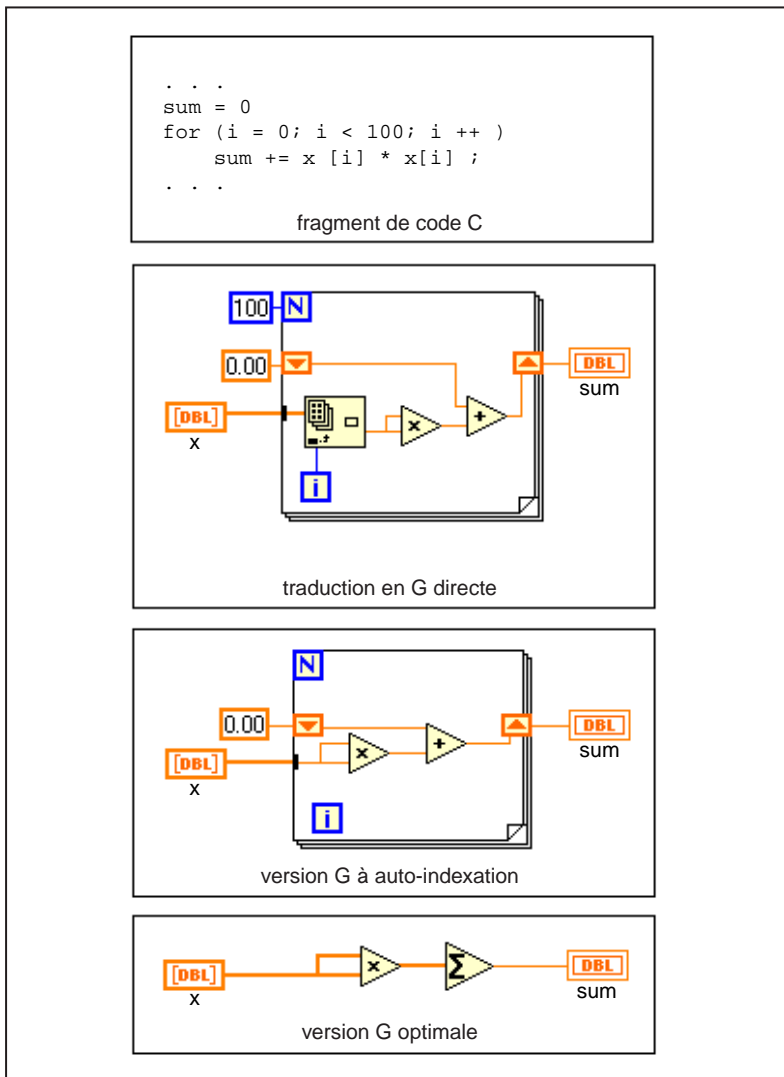 . . .
sum = 0
for (i = 0; i < 100; i ++ )
sum += x [i] * x[i] ;
. . .
fragment de code C
100 N
0.00
[DBL]
x
i
x
+
DBL
sum
traduction en G directe
N
0.00
[DBL]
x
x
+
i
DBL
sum
version G à auto-indexation
[DBL]
x
x
Σ
DBL
sum
version G optimale